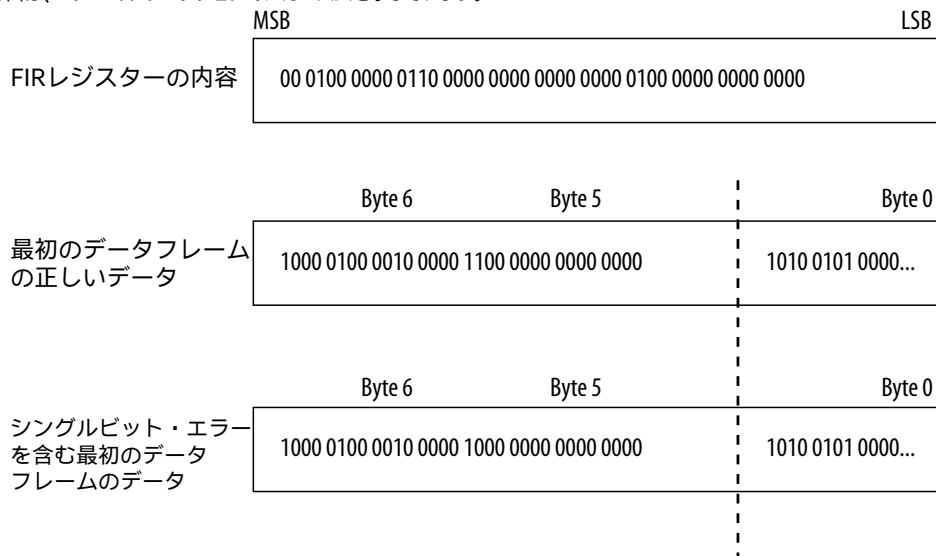 MSB LSB
FIRレジスターの内容 00 0100 0000 0110 0000 0000 0000 0000 0100 0000 0000 0000
Byte 6 Byte 5 Byte 0
最初のデータフレーム
の正しいデータ
1000 0100 0010 0000 1100 0000 0000 0000 1010 0101 0000...
Byte 6 Byte 5 Byte 0
シングルビット・エラー
を含む最初のデータ
フレームのデータ
1000 0100 0010 0000 1000 0000 0000 0000 1010 0101 0000...